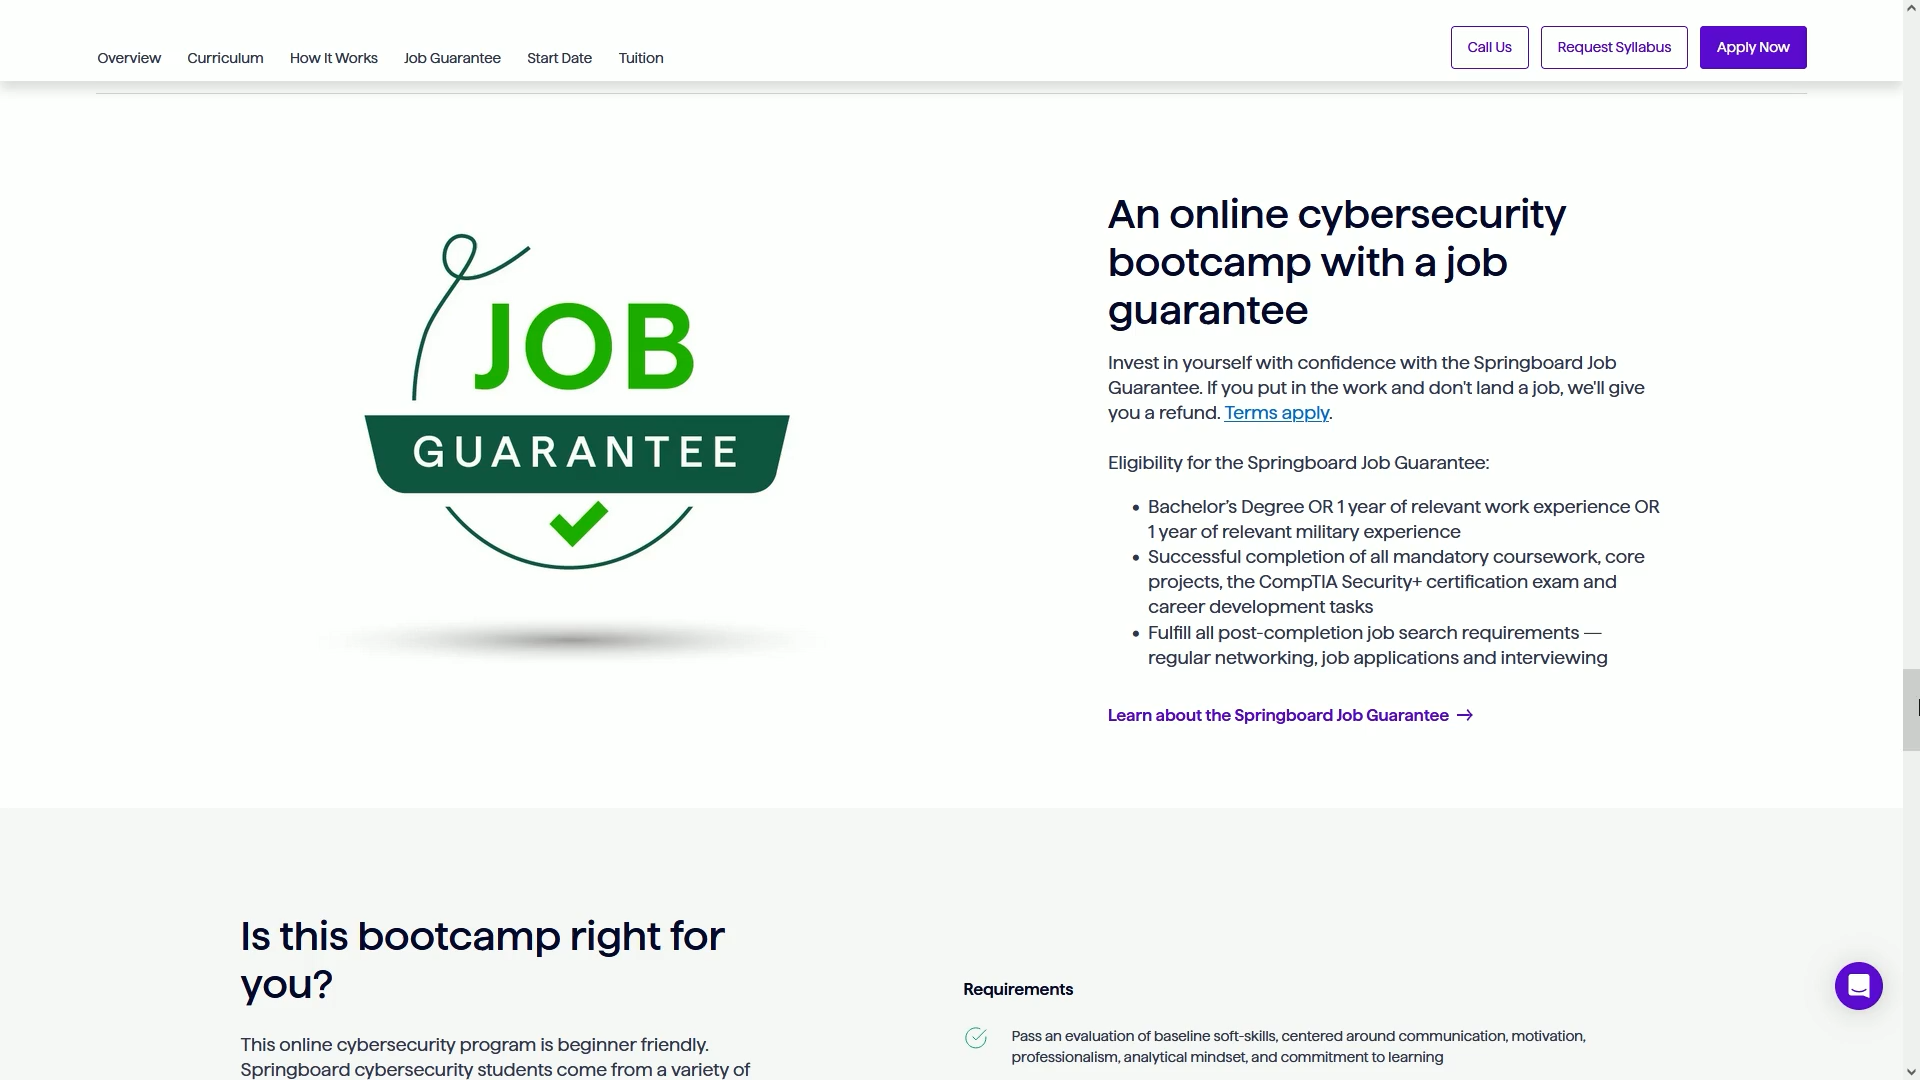 Overview
Curriculum
How It Works
Job Guarantee
Start Date
Tuition
Call Us
Request Syllabus
Apply Now
JOB
GUARANTEE
An online cybersecurity
bootcamp with a job
guarantee
Invest in yourself with confidence with the Springboard Job
Guarantee. If you put in the work and don't land a job, we'll give
you a refund. Terms apply.
Eligibility for the Springboard Job Guarantee:
• Bachelor’s Degree OR 1 year of relevant work experience OR
1 year of relevant military experience
• Successful completion of all mandatory coursework, core
projects, the CompTIA Security+ certification exam and
career development tasks
• Fulfill all post-completion job search requirements —
regular networking, job applications and interviewing
Learn about the Springboard Job Guarantee →
Is this bootcamp right for
you?
This online cybersecurity program is beginner friendly.
Springboard cybersecurity students come from a variety of
Requirements
Pass an evaluation of baseline soft-skills, centered around communication, motivation,
professionalism, analytical mindset, and commitment to learning